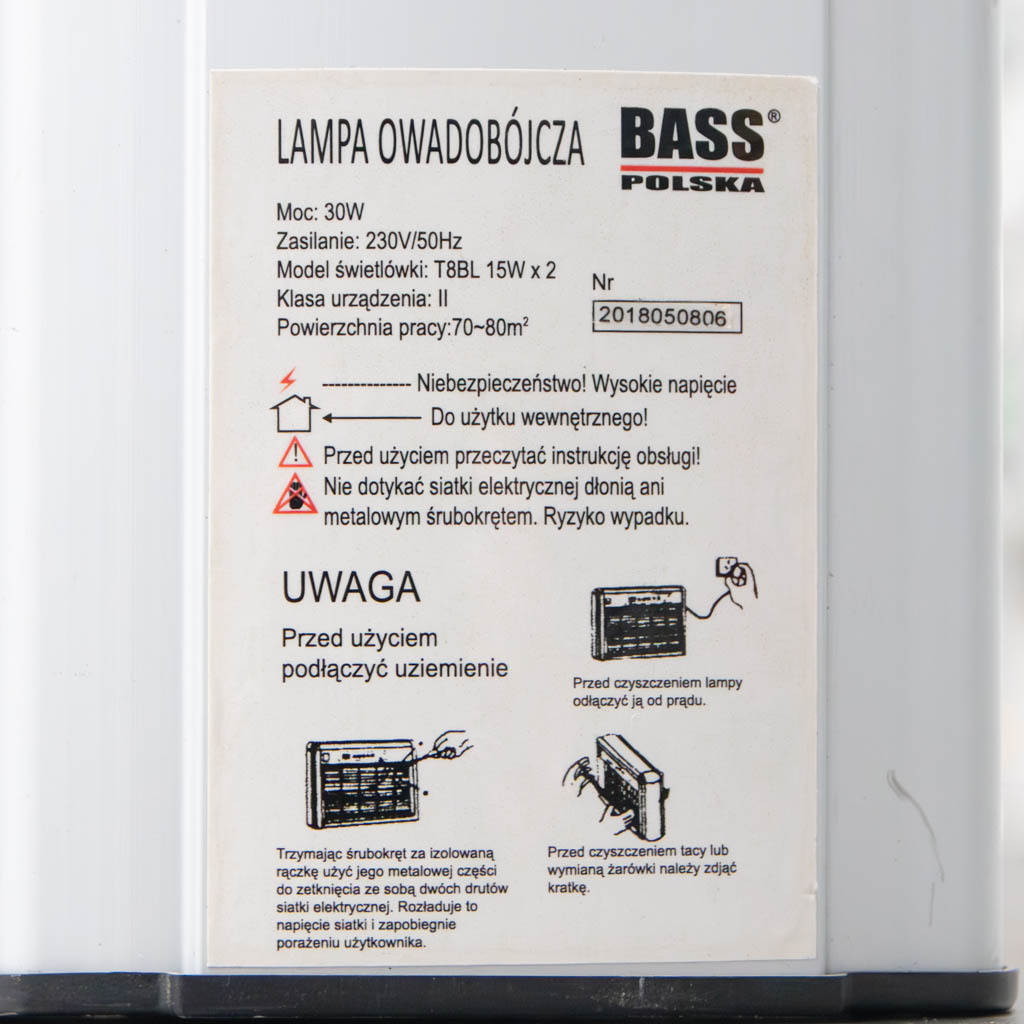 LAMPA OWADOBÓJCZA
BASS®
POLSKA
Moc: 30W
Zasilanie: 230V/50Hz
Model świetlówki: T8BL 15W x 2
Klasa urządzenia: II
Powierzchnia pracy:70~80m²
Nr
2018050806
-------------- Niebezpieczeństwo! Wysokie napięcie
Do użytku wewnętrznego!
Przed użyciem przeczytać instrukcję obsługi!
Nie dotykać siatki elektrycznej dłonią ani
metalowym śrubokrętem. Ryzyko wypadku.
UWAGA
Przed użyciem
podłączyć uziemienie
Przed czyszczeniem lampy
odłączyć ją od prądu.
Trzymając śrubokręt za izolowaną
rączkę użyć jego metalowej części
do zetknięcia ze sobą dwóch drutów
siatki elektrycznej. Rozładuje to
napięcie siatki i zapobiegnie
porażeniu użytkownika.
Przed czyszczeniem tacy lub
wymianą żarówki należy zdjąć
kratkę.